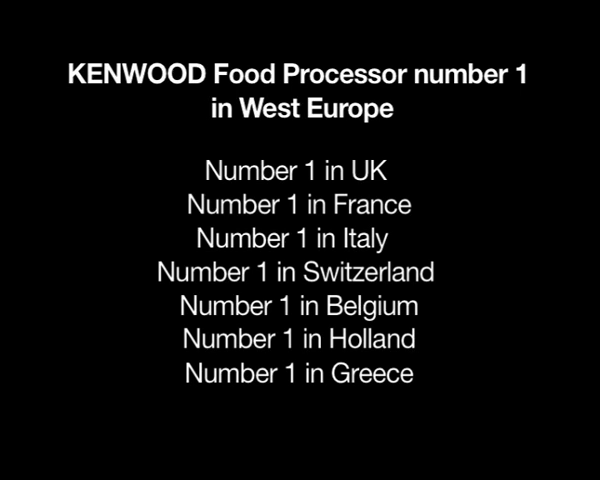 KENWOOD Food Processor number 1
in West Europe
Number 1 in UK
Number 1 in France
Number 1 in Italy
Number 1 in Switzerland
Number 1 in Belgium
Number 1 in Holland
Number 1 in Greece